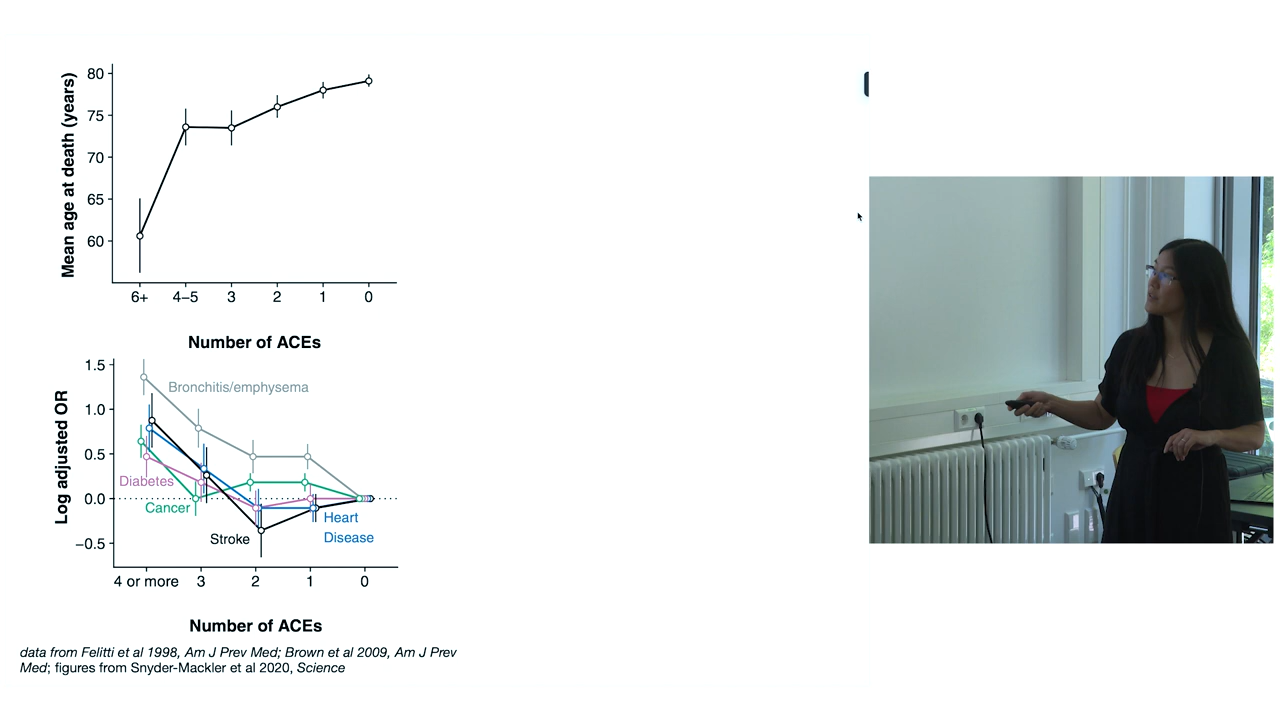 80
75
70
65
60
Mean age at death (years)
6+ 4–5 3 2 1 0
Number of ACEs
1.5
1.0
0.5
0.0
−0.5
Log adjusted OR
Bronchitis/emphysema
Diabetes
Cancer
Stroke
Heart
Disease
4 or more 3 2 1 0
Number of ACEs
data from Felitti et al 1998, Am J Prev Med; Brown et al 2009, Am J Prev
Med; figures from Snyder-Mackler et al 2020, Science